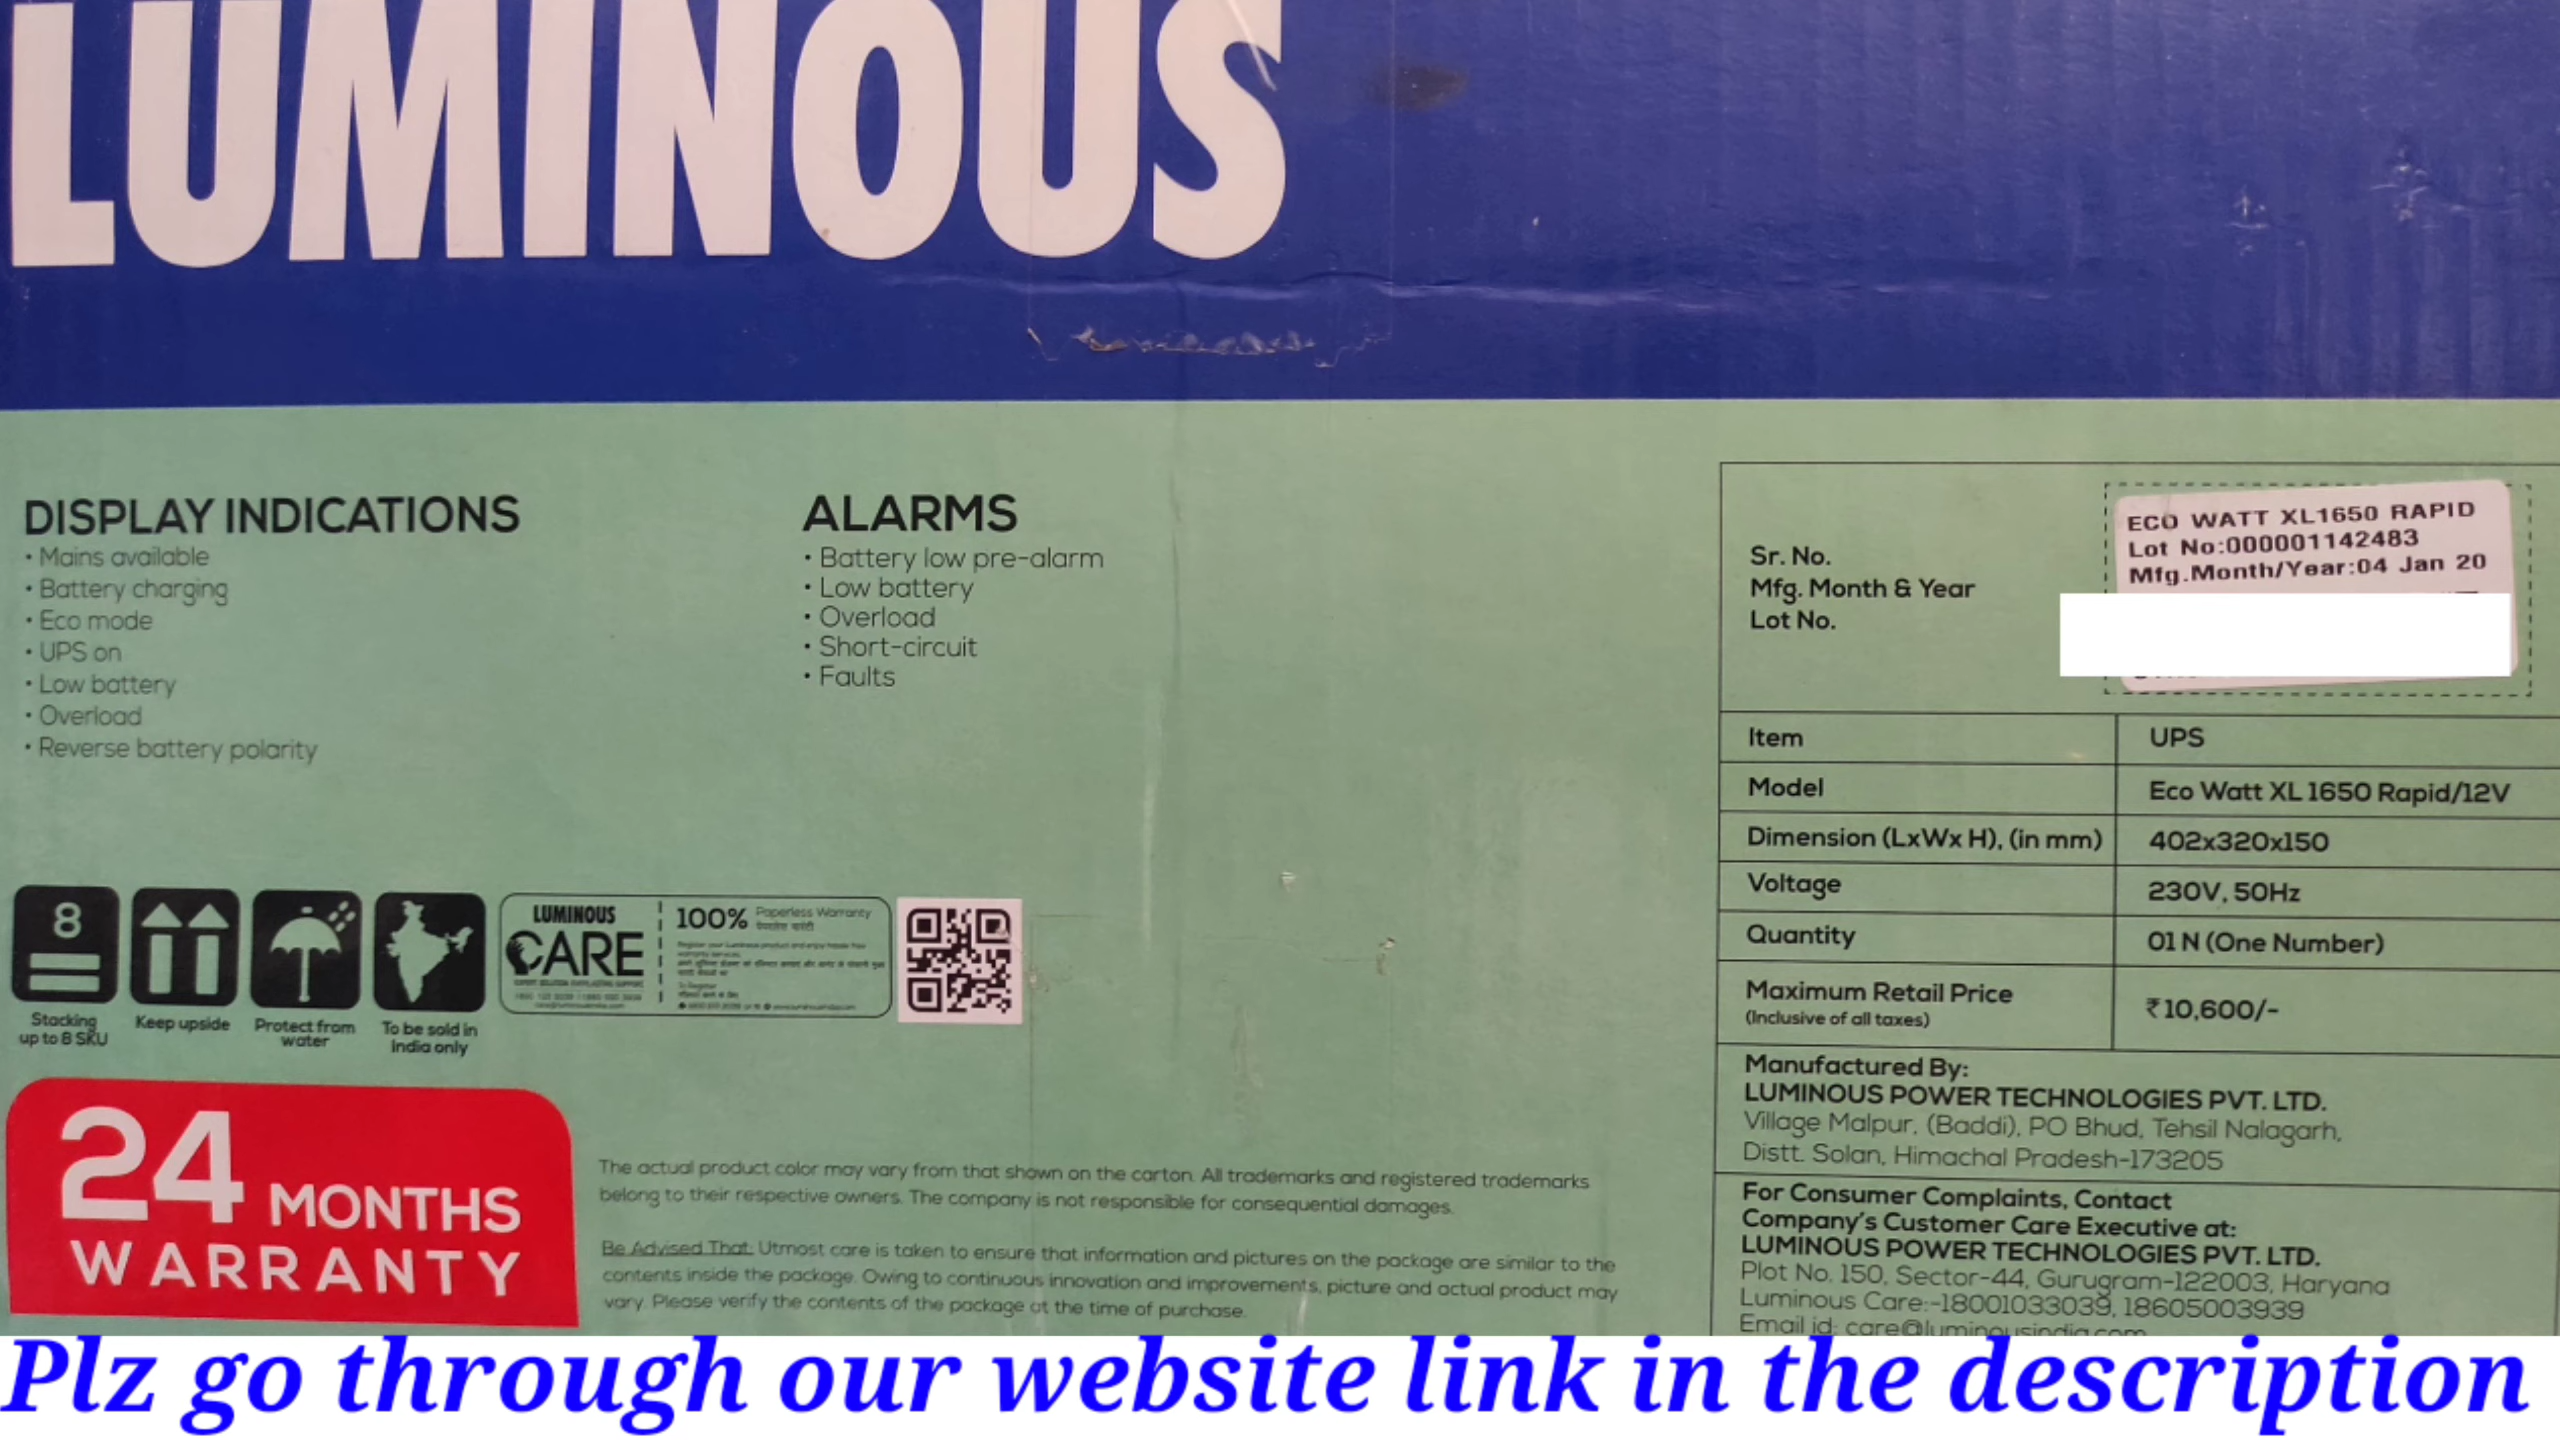 LUMINOUS
DISPLAY INDICATIONS
• Mains available
• Battery charging
• Eco mode
• UPS on
• Low battery
• Overload
• Reverse battery polarity
ALARMS
• Battery low pre-alarm
• Low battery
• Overload
• Short-circuit
• Faults
8
Stacking
up to 8 SKU
Keep upside
Protect from
water
To be sold in
India only
LUMINOUS
CARE
100% Paperless Warranty
24 MONTHS
WARRANTY
The actual product color may vary from that shown on the carton. All trademarks and registered trademarks
belong to their respective owners. The company is not responsible for consequential damages.
Be Advised That: Utmost care is taken to ensure that information and pictures on the package are similar to the
contents inside the package. Owing to continuous innovation and improvements, picture and actual product may
vary. Please verify the contents of the package at the time of purchase.
Sr. No.
Mfg. Month & Year
Lot No.
ECO WATT XL1650 RAPID
Lot No:000001142483
Mfg.Month/Year:04 Jan 20
Item UPS
Model Eco Watt XL 1650 Rapid/12V
Dimension (LxWx H), (in mm) 402x320x150
Voltage 230V, 50Hz
Quantity 01 N (One Number)
Maximum Retail Price ₹10,600/-
(Inclusive of all taxes)
Manufactured By:
LUMINOUS POWER TECHNOLOGIES PVT. LTD.
Village Malpur, (Baddi), PO Bhud, Tehsil Nalagarh,
Distt. Solan, Himachal Pradesh-173205
For Consumer Complaints, Contact
Company's Customer Care Executive at:
LUMINOUS POWER TECHNOLOGIES PVT. LTD.
Plot No. 150, Sector-44, Gurugram-122003, Haryana
Luminous Care:-18001033039, 18605003939
Email id: care@luminousindia.com
Plz go through our website link in the description